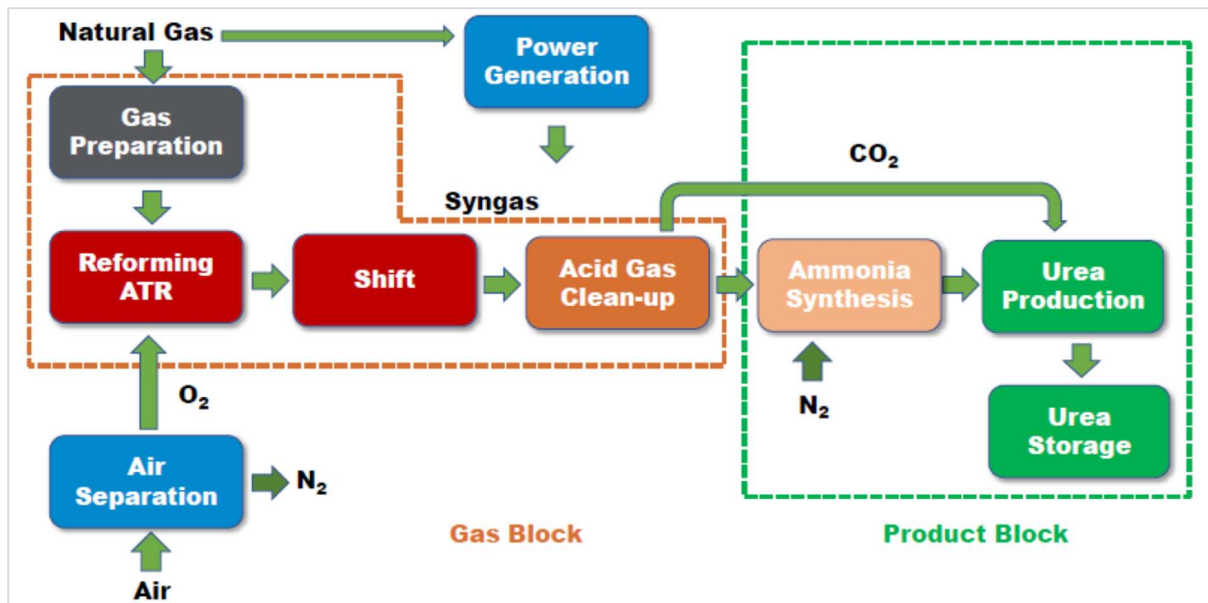 Natural Gas
Power
Generation
Gas
Preparation
CO₂
Syngas
Reforming
ATR
Shift
Acid Gas
Clean-up
Ammonia
Synthesis
Urea
Production
O₂
N₂
Urea
Storage
Air
Separation
N₂
Gas Block
Product Block
Air